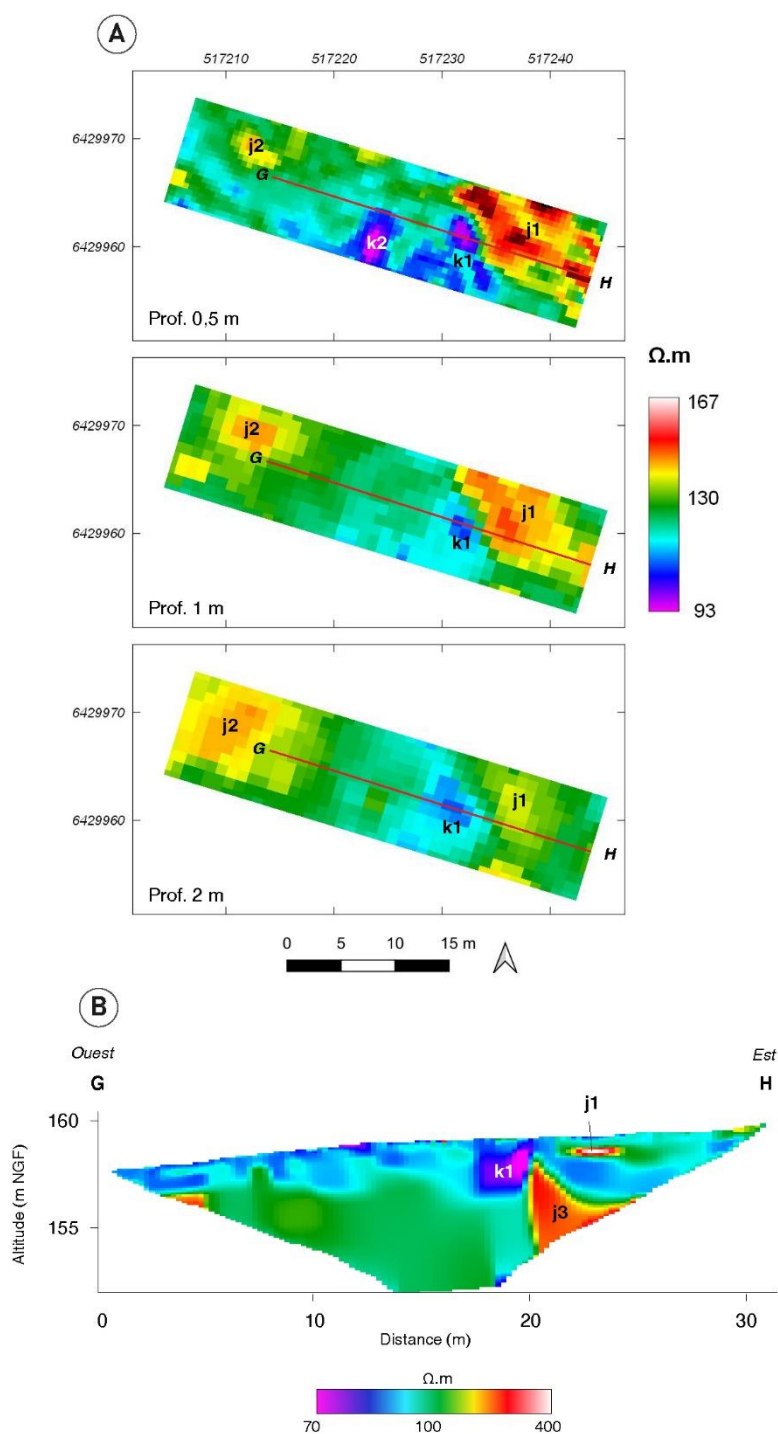 A
517210 517220 517230 517240
6429970
6429960
j2
G
k2
k1
j1
H
Prof. 0,5 m
6429970
6429960
j2
G
k1
j1
H
Prof. 1 m
6429970
6429960
j2
G
k1
j1
H
Prof. 2 m
Ω.m
167
130
93
0 5 10 15 m
B
Ouest
G
Est
H
j1
160
155
Altitude (m NGF)
k1
j3
0 10 20 30
Distance (m)
Ω.m
70 100 400